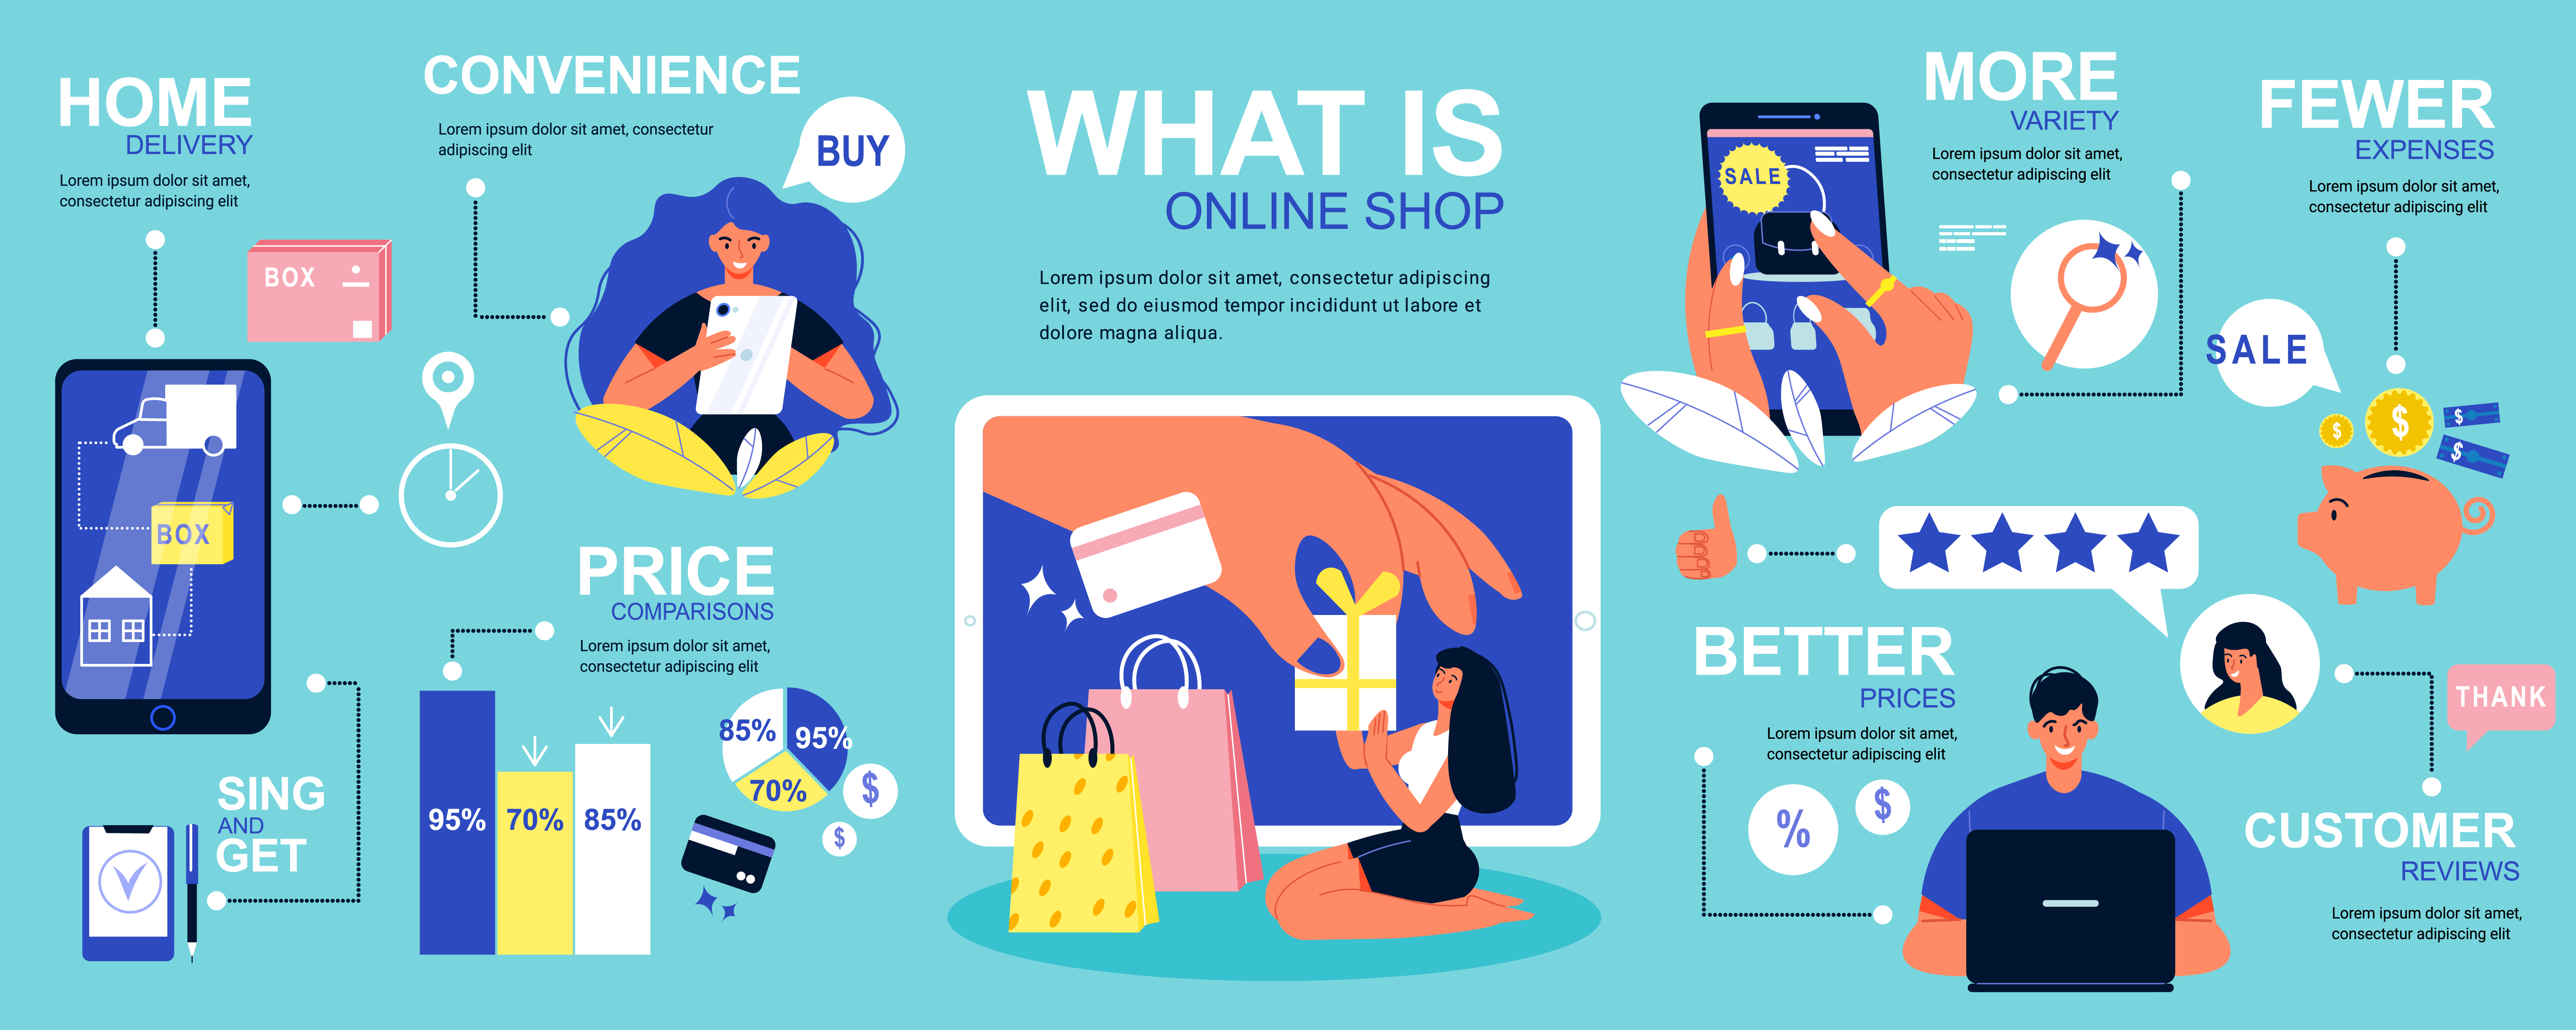 HOME
DELIVERY
Lorem ipsum dolor sit amet,
consectetur adipiscing elit
BOX
BOX
SING
AND
GET
CONVENIENCE
Lorem ipsum dolor sit amet, consectetur
adipiscing elit
BUY
PRICE
COMPARISONS
Lorem ipsum dolor sit amet,
consectetur adipiscing elit
95%
70%
85%
85%
95%
70%
$
$
WHAT IS
ONLINE SHOP
Lorem ipsum dolor sit amet, consectetur adipiscing
elit, sed do eiusmod tempor incididunt ut labore et
dolore magna aliqua.
SALE
MORE
VARIETY
Lorem ipsum dolor sit amet,
consectetur adipiscing elit
FEWER
EXPENSES
Lorem ipsum dolor sit amet,
consectetur adipiscing elit
SALE
$
$
$
$
BETTER
PRICES
Lorem ipsum dolor sit amet,
consectetur adipiscing elit
%
$
THANK
CUSTOMER
REVIEWS
Lorem ipsum dolor sit amet,
consectetur adipiscing elit